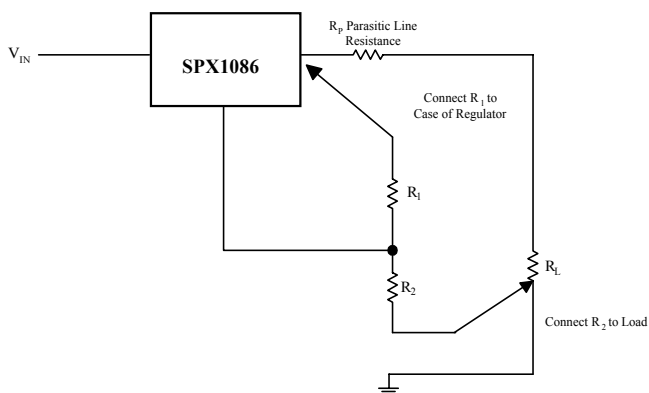 R_P Parasitic Line
Resistance
V_IN
SPX1086
Connect R_1 to
Case of Regulator
R_1
R_L
R_2
Connect R_2 to Load